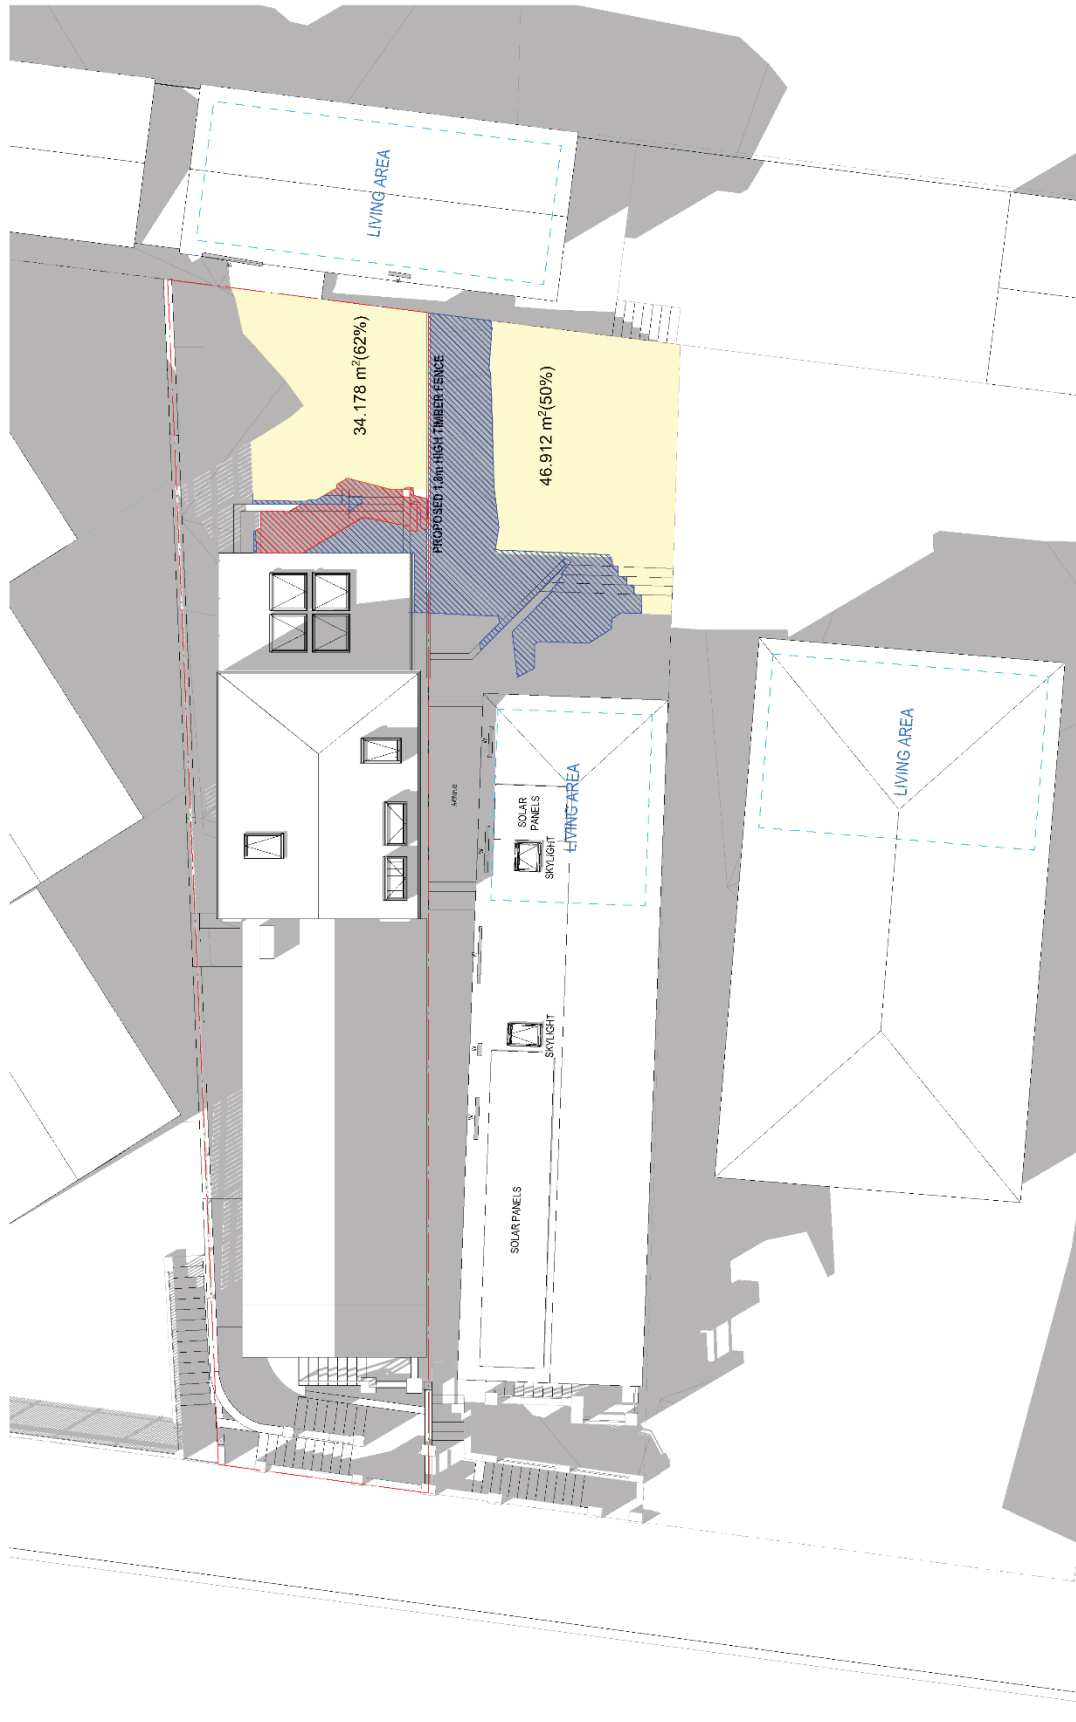 LIVING AREA
34.178 m²(62%)
PROPOSED 1.8m HIGH TIMBER FENCE
46.912 m²(50%)
LIVING AREA
AWNING
SOLAR
PANELS
LIVING AREA
SKYLIGHT
SKYLIGHT
SOLAR PANELS